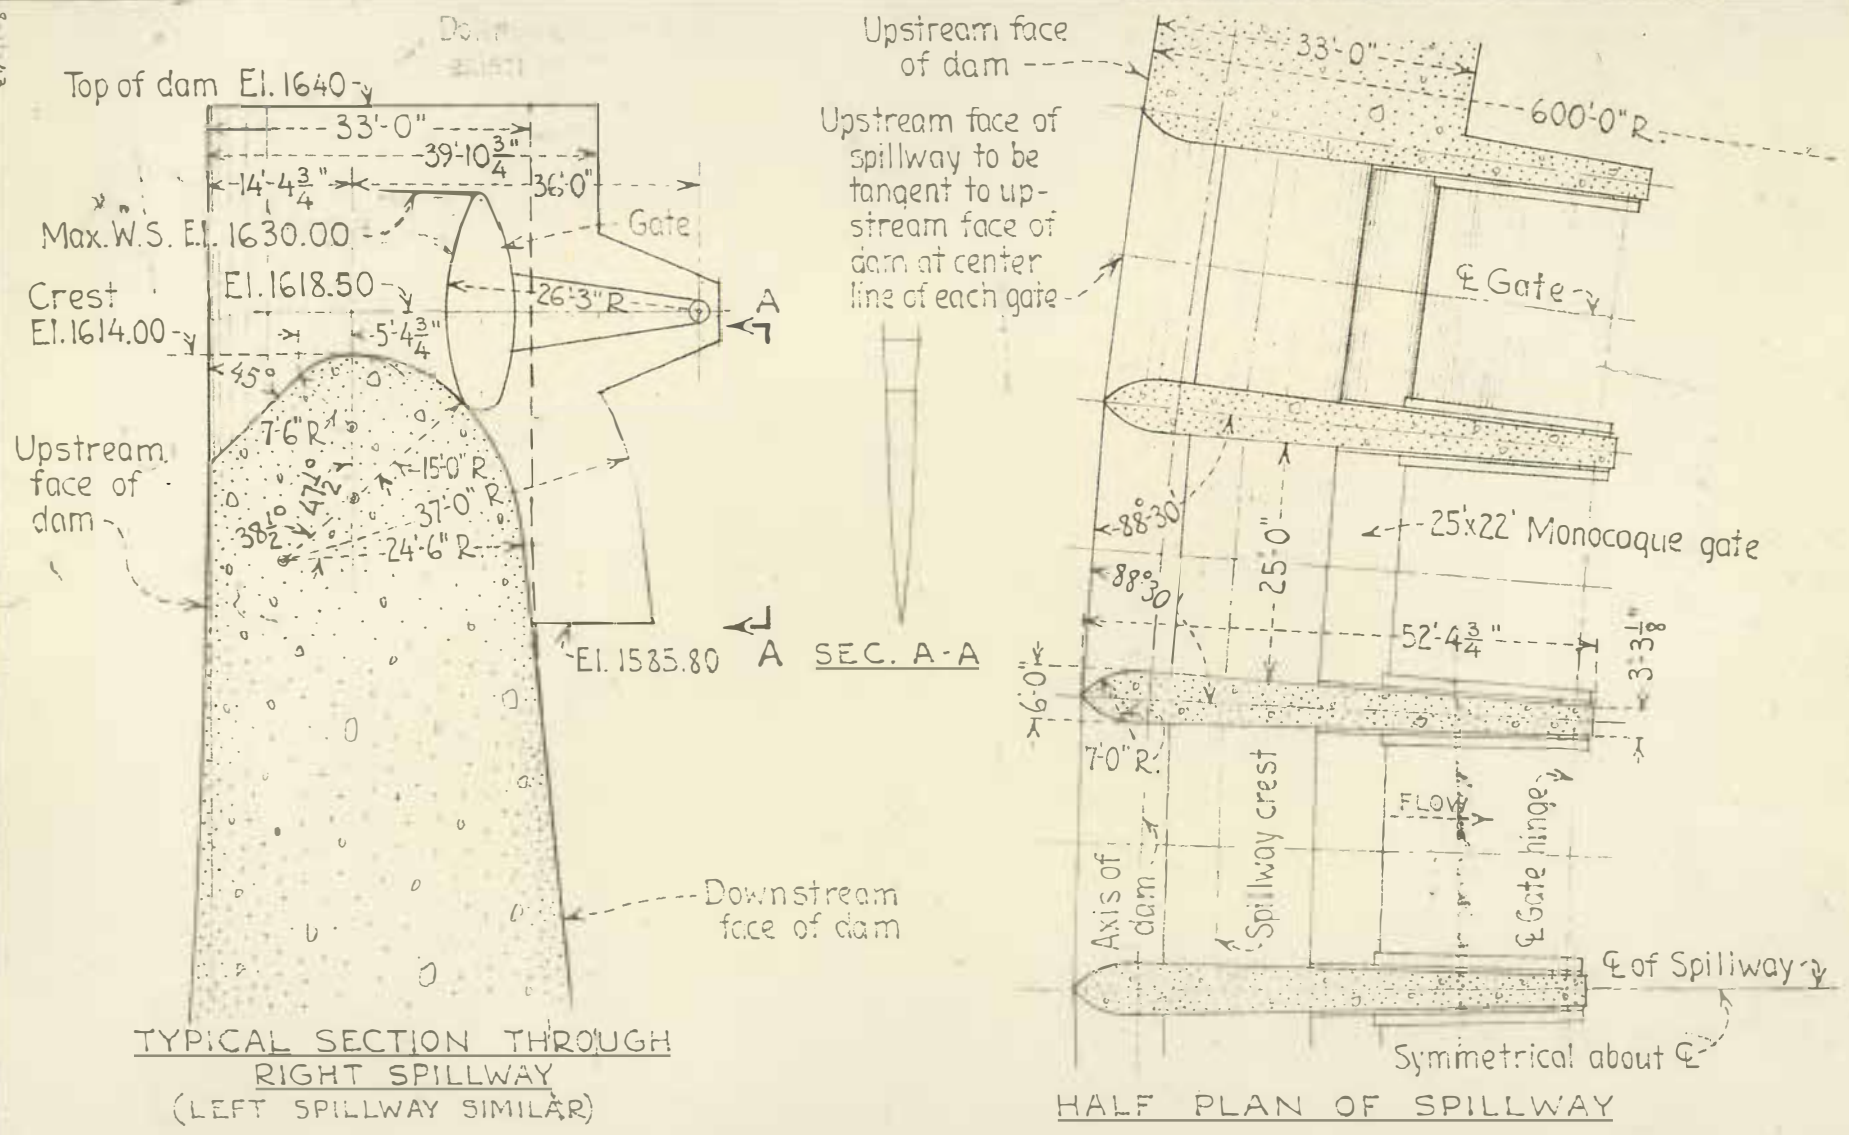 Top of dam El. 1640
33'-0"
39'-10 3/4"
14'-4 3/4"
36'-0"
Max. W.S. El. 1630.00
Gate
El. 1618.50
26'-3" R
A
Crest
El. 1614.00
5'-4 3/4"
45°
7'-6" R
15'-0" R
47 1/2°
37'-0" R
38 1/2°
24'-6" R
Upstream
face of
dam
El. 1585.80
A
SEC. A-A
Downstream
face of dam
TYPICAL SECTION THROUGH
RIGHT SPILLWAY
(LEFT SPILLWAY SIMILAR)
Upstream face
of dam
33'-0"
600'-0" R.
Upstream face of
spillway to be
tangent to up-
stream face of
dam at center
line of each gate
℄ Gate
88°-30'
25'-0"
25'x22' Monocoque gate
88°30'
52'-4 3/4"
3'-3 1/8"
6'-0"
7'-0" R.
FLOW
Axis of
dam
Spillway crest
℄ Gate hinge
℄ of Spillway
Symmetrical about ℄
HALF PLAN OF SPILLWAY